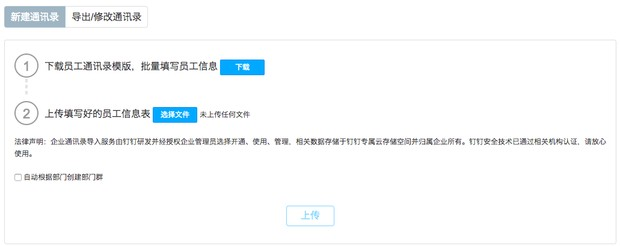 新建通讯录 导出/修改通讯录
1 下载员工通讯录模版，批量填写员工信息 下载
2 上传填写好的员工信息表 选择文件 未上传任何文件
法律声明：企业通讯录导入服务由钉钉研发并经授权企业管理员选择开通、使用、管理，相关数据存储于钉钉专属云存储空间并归属企业所有。钉钉安全技术已通过相关机构认证，请放心
使用。
自动根据部门创建部门群
上传